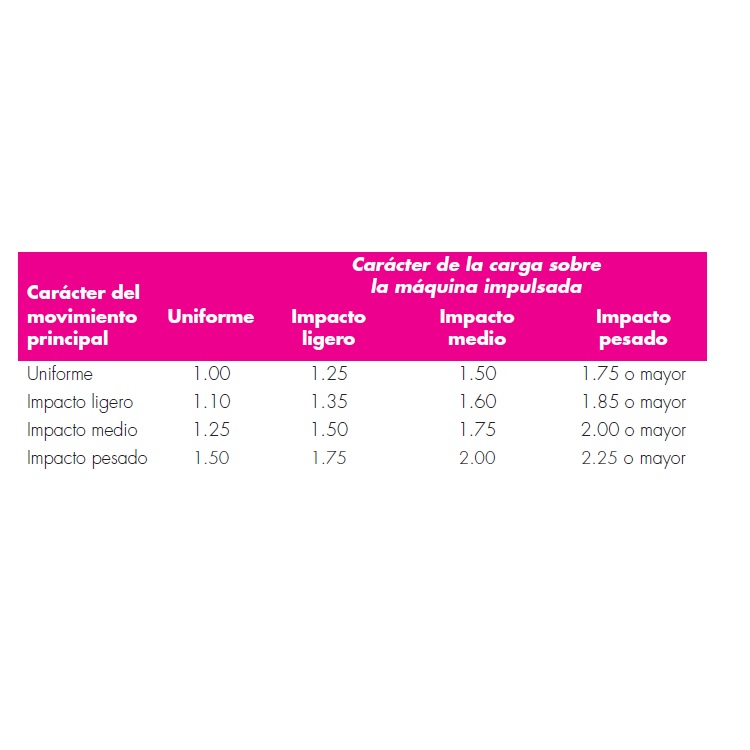 Carácter de la carga sobre
la máquina impulsada
Carácter del
movimiento Uniforme Impacto Impacto Impacto
principal ligero medio pesado
Uniforme 1.00 1.25 1.50 1.75 o mayor
Impacto ligero 1.10 1.35 1.60 1.85 o mayor
Impacto medio 1.25 1.50 1.75 2.00 o mayor
Impacto pesado 1.50 1.75 2.00 2.25 o mayor